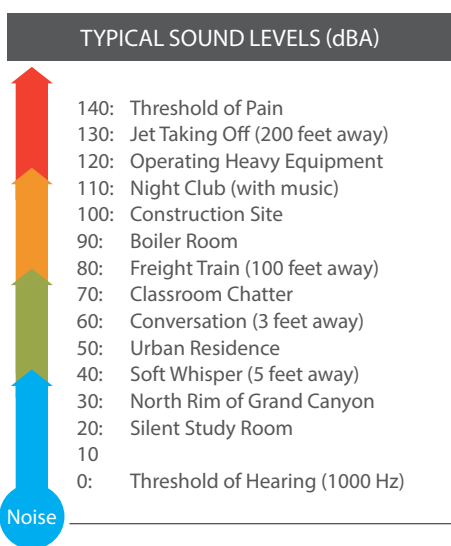 TYPICAL SOUND LEVELS (dBA)
140: Threshold of Pain
130: Jet Taking Off (200 feet away)
120: Operating Heavy Equipment
110: Night Club (with music)
100: Construction Site
90: Boiler Room
80: Freight Train (100 feet away)
70: Classroom Chatter
60: Conversation (3 feet away)
50: Urban Residence
40: Soft Whisper (5 feet away)
30: North Rim of Grand Canyon
20: Silent Study Room
10
0: Threshold of Hearing (1000 Hz)
Noise